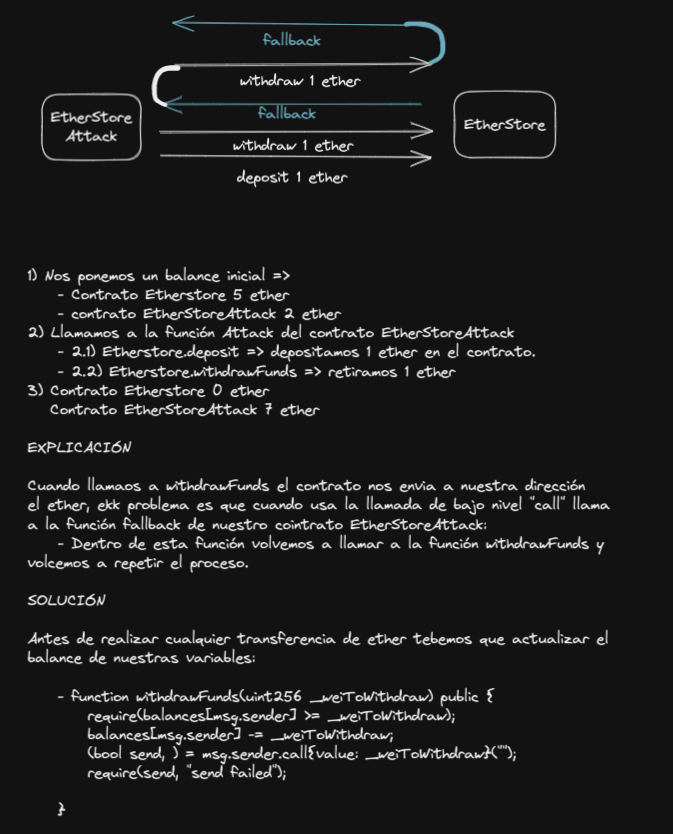 fallback
withdraw 1 ether
fallback
EtherStore
Attack
EtherStore
withdraw 1 ether
deposit 1 ether
1) Nos ponemos un balance inicial =>
- Contrato Etherstore 5 ether
- contrato EtherStoreAttack 2 ether
2) Llamamos a la función Attack del contrato EtherStoreAttack
- 2.1) Etherstore.deposit => depositamos 1 ether en el contrato.
- 2.2) Etherstore.withdrawFunds => retiramos 1 ether
3) Contrato Etherstore 0 ether
Contrato EtherStoreAttack 7 ether
EXPLICACIÓN
Cuando llamaos a withdrawFunds el contrato nos envia a nuestra dirección
el ether, ekk problema es que cuando usa la llamada de bajo nivel "call" llama
a la función fallback de nuestro cointrato EtherStoreAttack:
- Dentro de esta función volvemos a llamar a la función withdrawFunds y
volcemos a repetir el proceso.
SOLUCIÓN
Antes de realizar cualquier transferencia de ether tebemos que actualizar el
balance de nuestras variables:
- function withdrawFunds(uint256 _weiToWithdraw) public {
require(balances[msg.sender] >= _weiToWithdraw);
balances[msg.sender] -= _weiToWithdraw;
(bool send, ) = msg.sender.call{value: _weiToWithdraw}("");
require(send, "send failed");
}